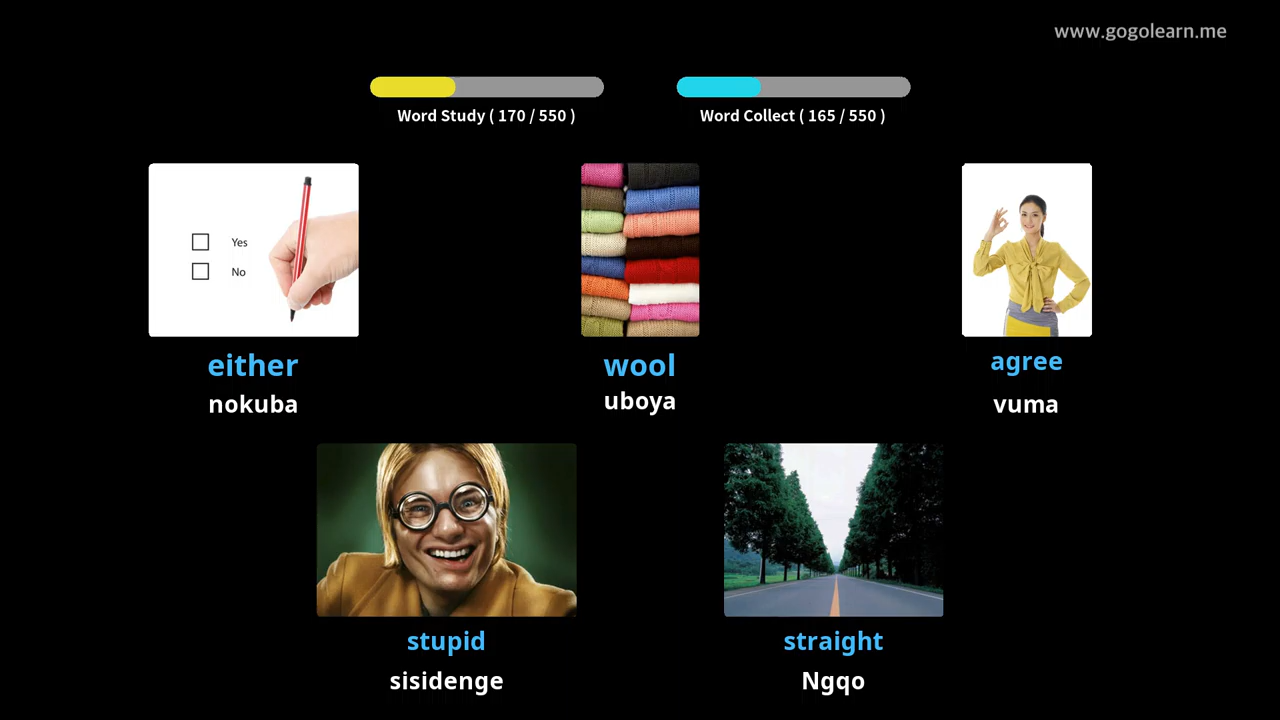 www.gogolearn.me
Word Study ( 170 / 550 )
Word Collect ( 165 / 550 )
Yes
No
either
nokuba
wool
uboya
agree
vuma
stupid
sisidenge
straight
Ngqo